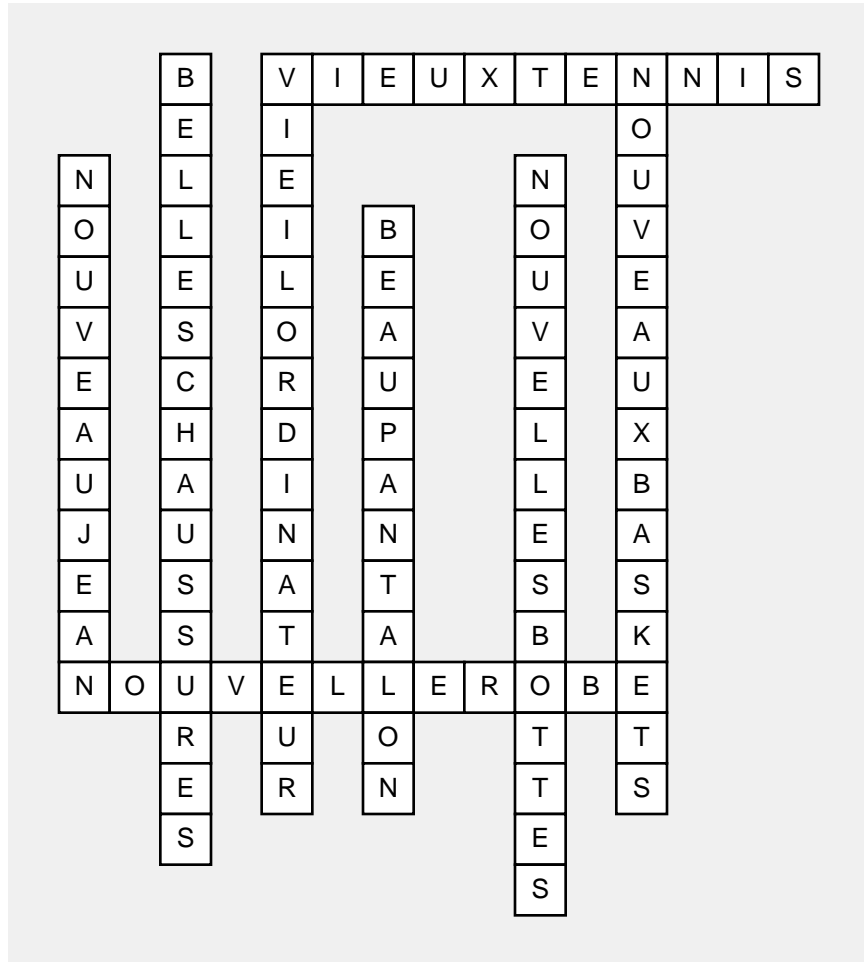 BELLESCHAUSSURES
VIEUXTENNIS
VIEILORDINATEUR
NOUVEAUXBASKETS
NOUVEAUJEAN
NOUVELLESBOTTES
BEAUPANTALON
NOUVELLEROBE